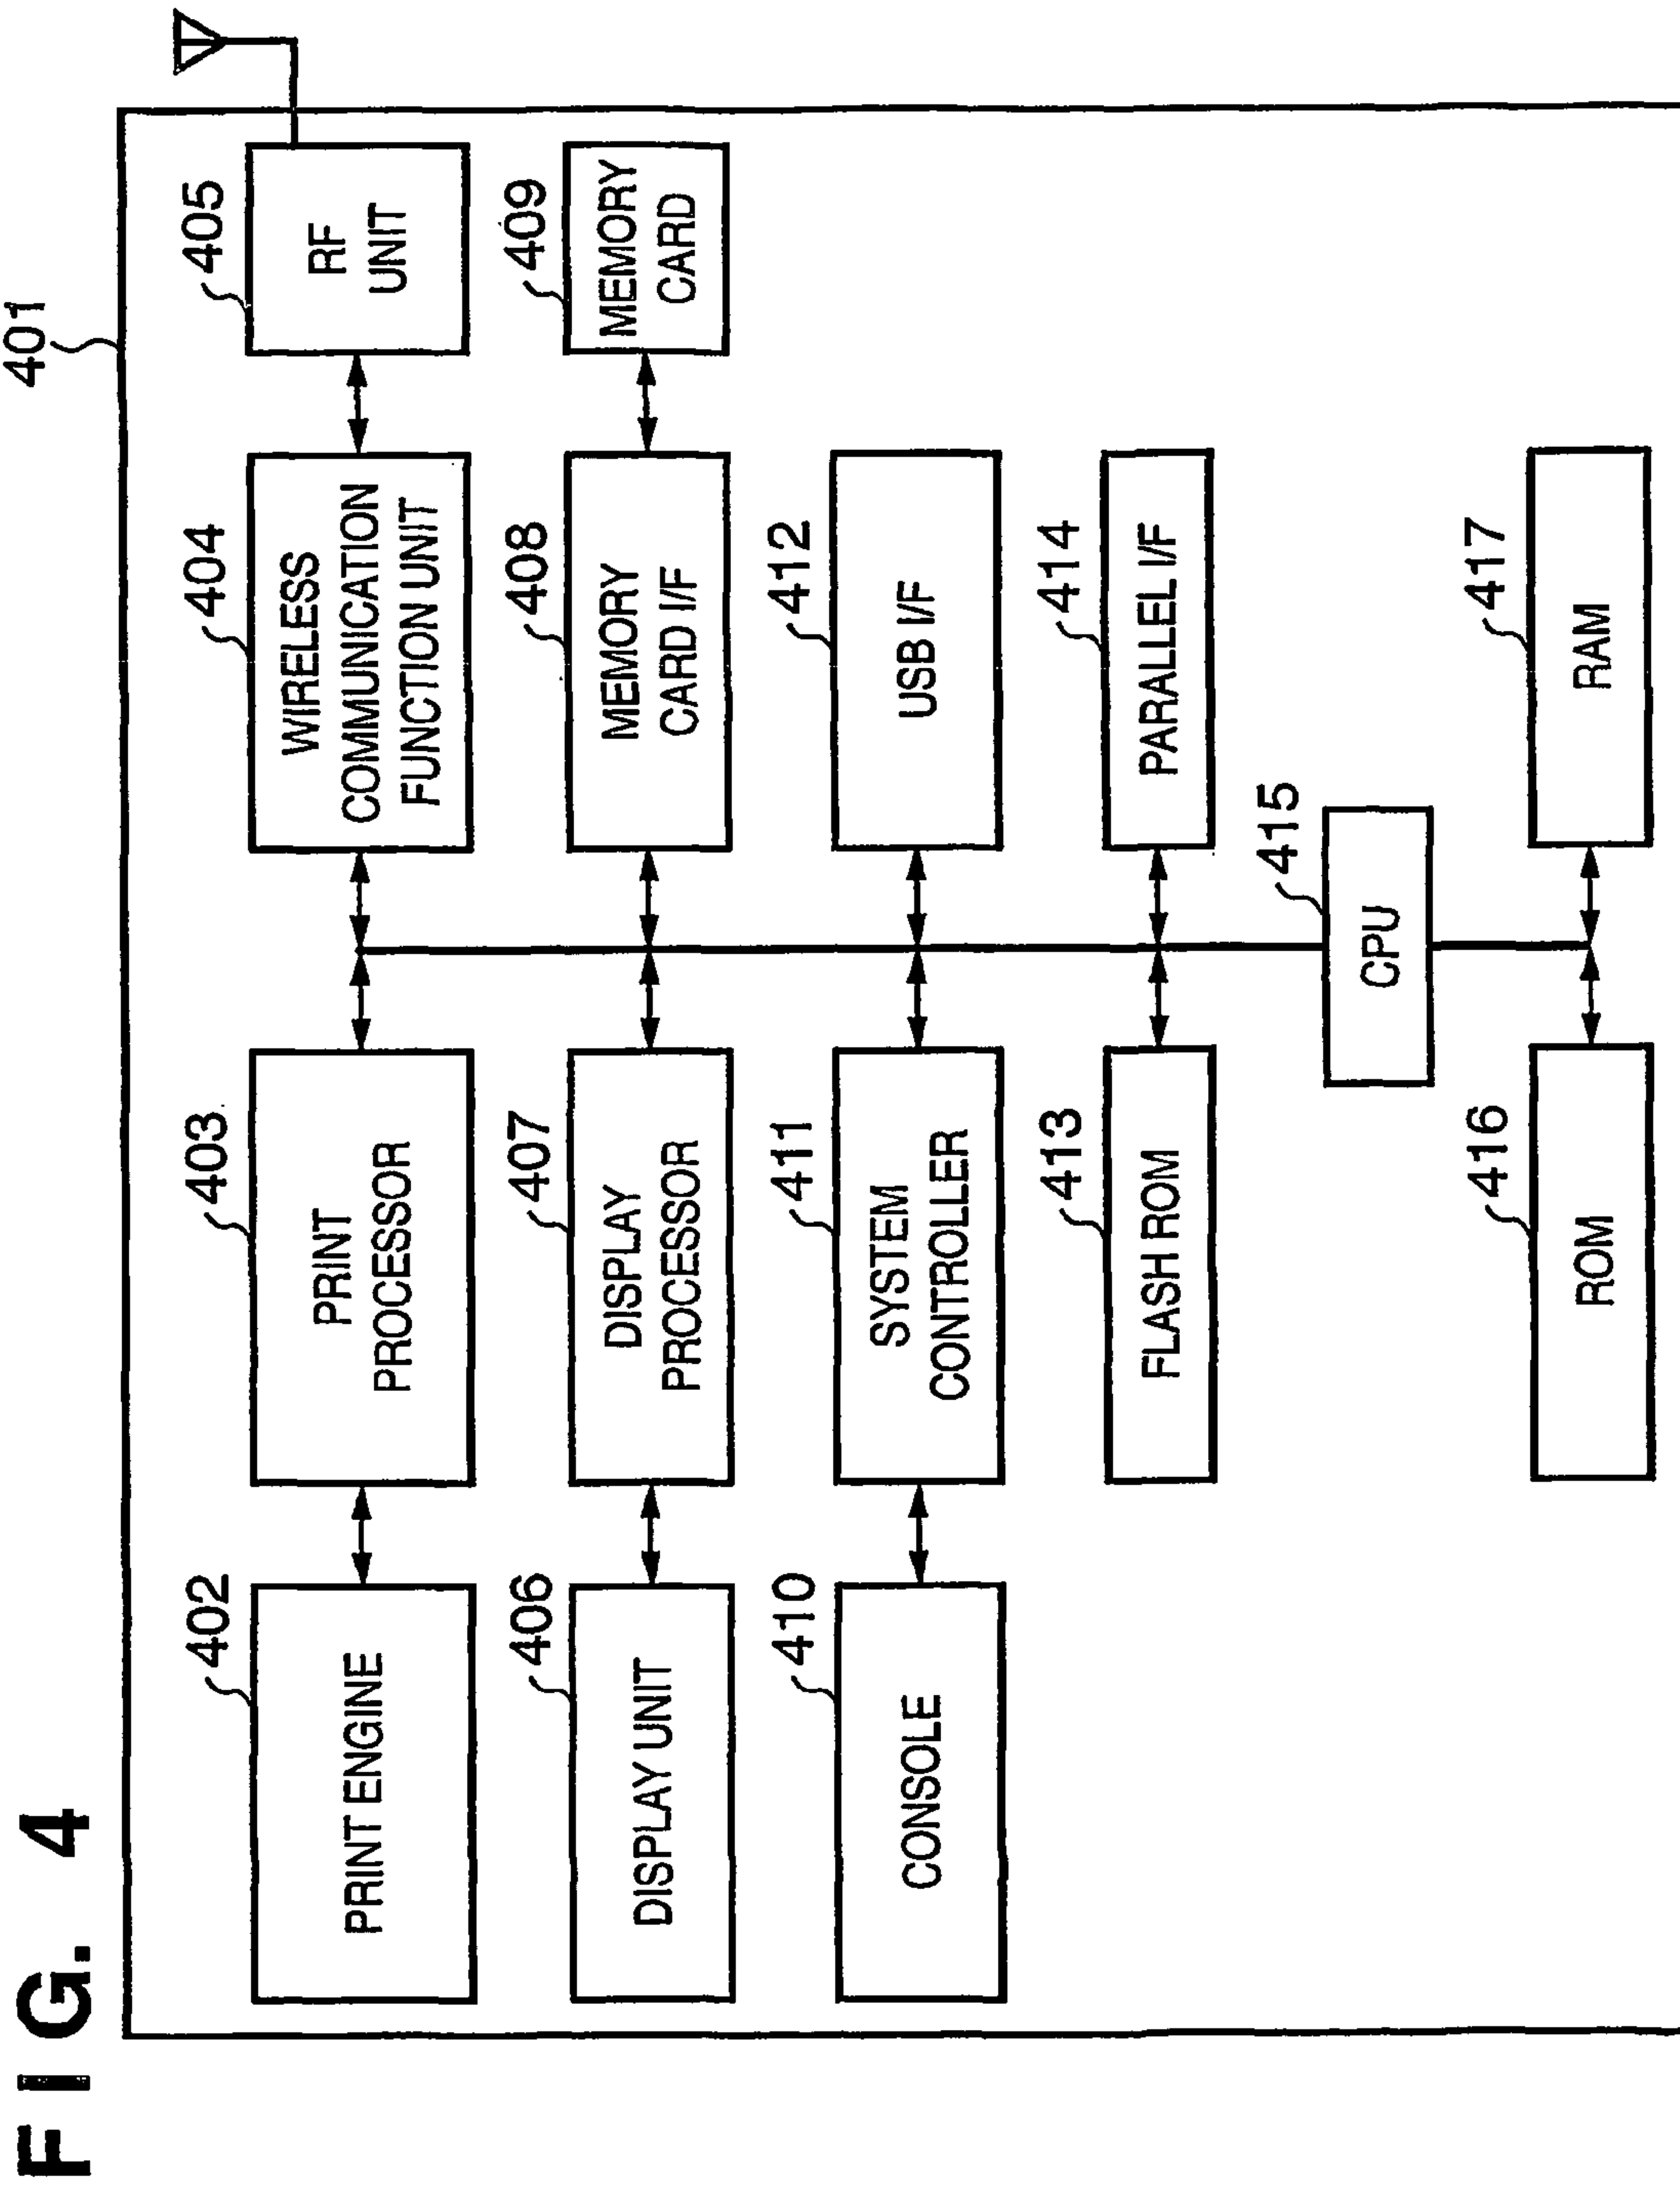 FIG. 4
401
402
PRINT ENGINE
403
PRINT
PROCESSOR
404
WIRELESS
COMMUNICATION
FUNCTION UNIT
405
RF
UNIT
406
DISPLAY UNIT
407
DISPLAY
PROCESSOR
408
MEMORY
CARD I/F
409
MEMORY
CARD
410
CONSOLE
411
SYSTEM
CONTROLLER
412
USB I/F
413
FLASH ROM
414
PARALLEL I/F
415
CPU
416
ROM
417
RAM